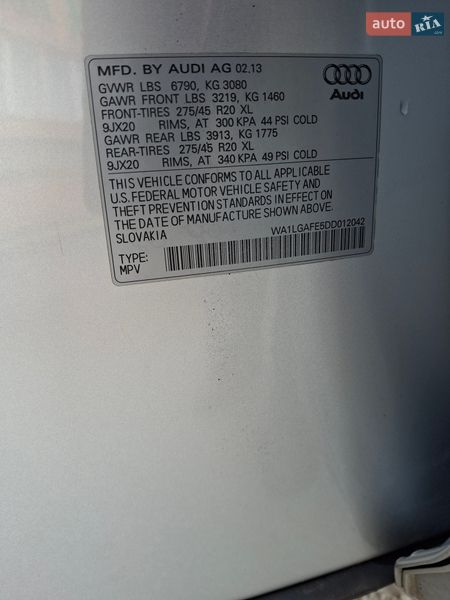 auto RIA
MFD. BY AUDI AG 02.13
GVWR LBS 6790, KG 3080
GAWR FRONT LBS 3219, KG 1460
FRONT-TIRES 275/45 R20 XL
9JX20 RIMS, AT 300 KPA 44 PSI COLD
GAWR REAR LBS 3913, KG 1775
REAR-TIRES 275/45 R20 XL
9JX20 RIMS, AT 340 KPA 49 PSI COLD
Audi
THIS VEHICLE CONFORMS TO ALL APPLICABLE
U.S. FEDERAL MOTOR VEHICLE SAFETY AND
THEFT PREVENTION STANDARDS IN EFFECT ON
THE DATE OF MANUFACTURE SHOWN ABOVE.
SLOVAKIA
WA1LGAFE5DD012042
TYPE:
MPV